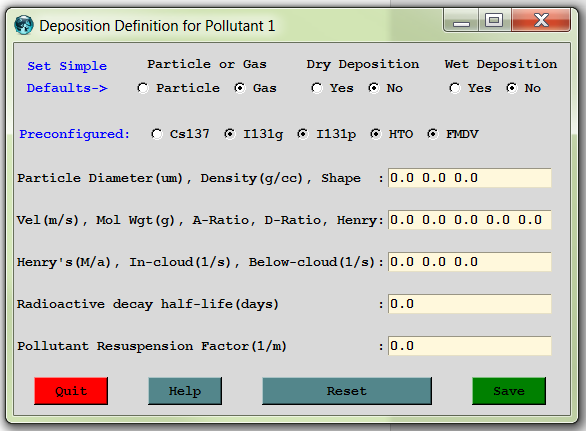 Deposition Definition for Pollutant 1
Set Simple Particle or Gas Dry Deposition Wet Deposition
Defaults-> Particle Gas Yes No Yes No
Preconfigured: Cs137 I131g I131p HTO FMDV
Particle Diameter(um), Density(g/cc), Shape : 0.0 0.0 0.0
Vel(m/s), Mol Wgt(g), A-Ratio, D-Ratio, Henry: 0.0 0.0 0.0 0.0 0.0
Henry's(M/a), In-cloud(1/s), Below-cloud(1/s): 0.0 0.0 0.0
Radioactive decay half-life(days) : 0.0
Pollutant Resuspension Factor(1/m) : 0.0
Quit Help Reset Save